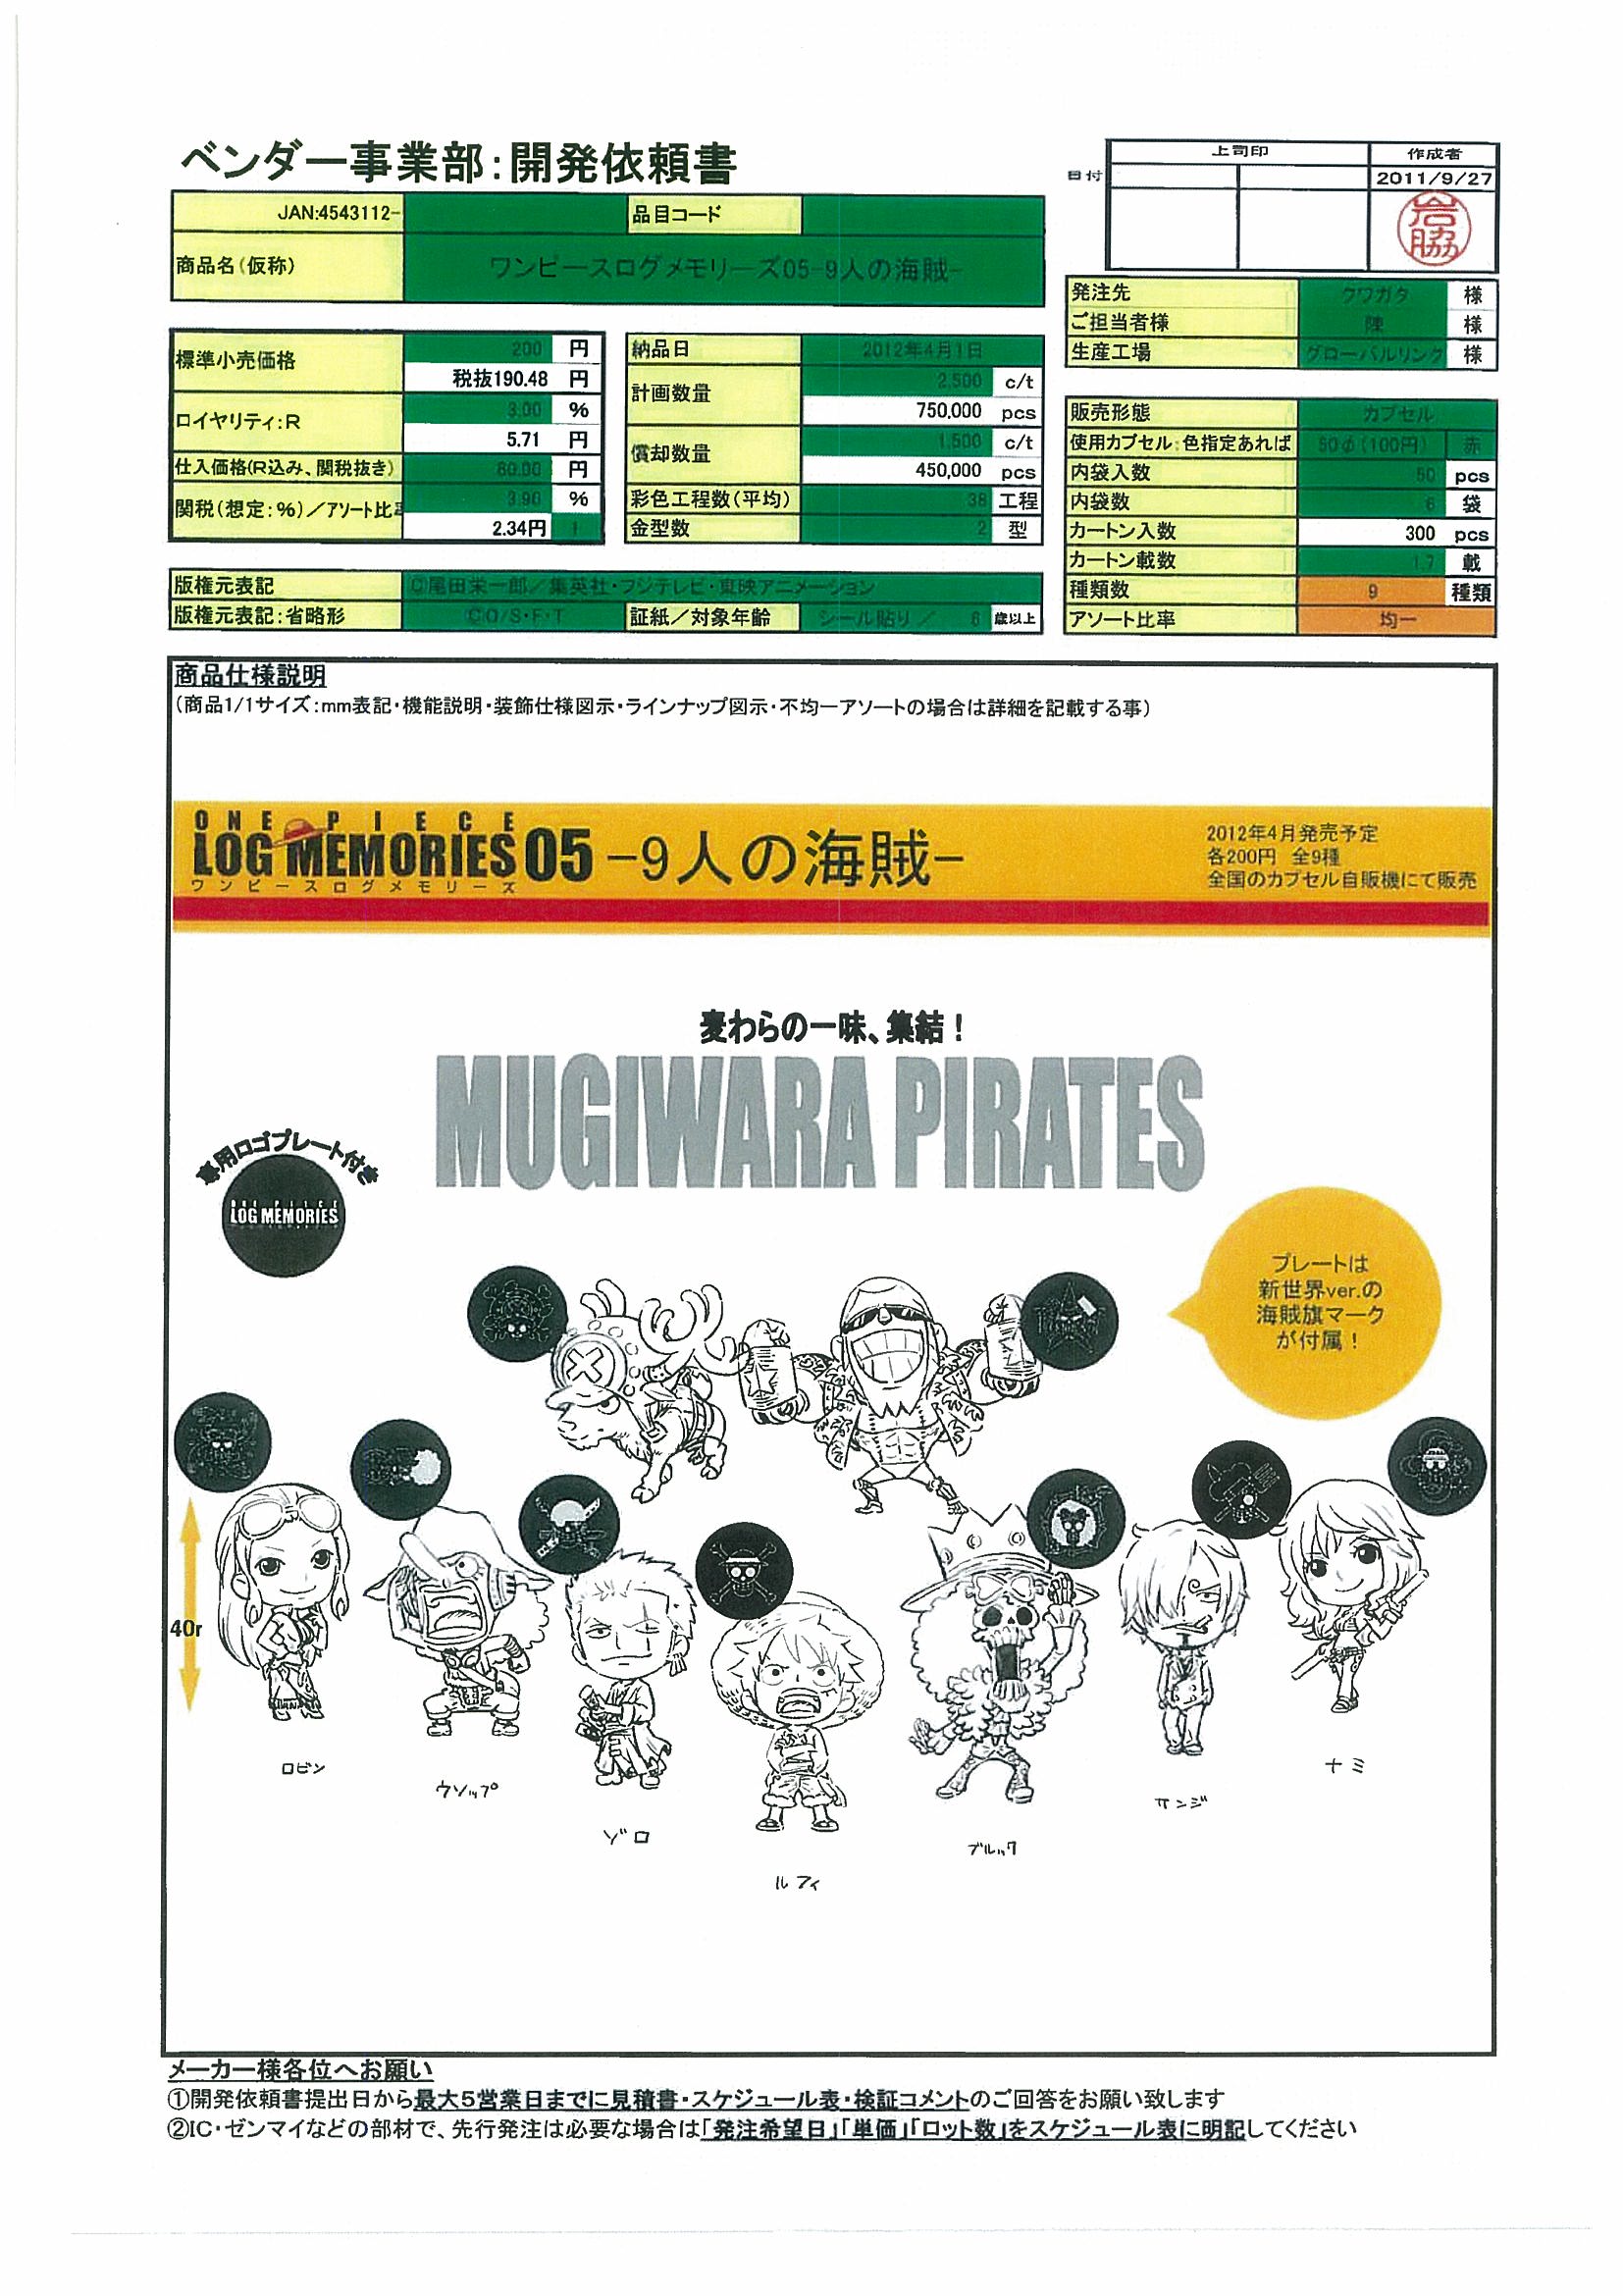 ベンダー事業部：開発依頼書
日付
上司印
作成者
2011/9/27
岩脇
JAN:4543112-
品目コード
商品名（仮称）
ワンピースログメモリーズ05-9人の海賊-
発注先 クワガタ 様
ご担当者様 陳 様
生産工場 グローバルリンク 様
標準小売価格 200 円
税抜190.48 円
ロイヤリティ：R 3.00 %
5.71 円
仕入価格（R込み、関税抜き） 60.00 円
関税（想定：%）／アソート比率 3.90 %
2.34円 1
納品日 2012年4月1日
計画数量 2,500 c/t
750,000 pcs
償却数量 1,500 c/t
450,000 pcs
彩色工程数（平均） 38 工程
金型数 2 型
販売形態 カプセル
使用カプセル：色指定あれば 50φ(100円) 赤
内袋入数 50 pcs
内袋数 6 袋
カートン入数 300 pcs
カートン載数 1.7 載
種類数 9 種類
アソート比率 均一
版権元表記 ©尾田栄一郎／集英社・フジテレビ・東映アニメーション
版権元表記：省略形 ©O/S・F・T 証紙／対象年齢 シール貼り／ 6 歳以上
商品仕様説明
（商品1/1サイズ：mm表記・機能説明・装飾仕様図示・ラインナップ図示・不均一アソートの場合は詳細を記載する事）
ONE PIECE
LOG MEMORIES 05 -9人の海賊-
ワンピースログメモリーズ
2012年4月発売予定
各200円 全9種
全国のカプセル自販機にて販売
麦わらの一味、集結！
MUGIWARA PIRATES
専用ロゴプレート付き
ONE PIECE
LOG MEMORIES
プレートは
新世界ver.の
海賊旗マーク
が付属！
40r
ロビン
ウソップ
ゾロ
ルフィ
ブルック
サンジ
ナミ
メーカー様各位へお願い
①開発依頼書提出日から最大5営業日までに見積書・スケジュール表・検証コメントのご回答をお願い致します
②IC・ゼンマイなどの部材で、先行発注は必要な場合は「発注希望日」「単価」「ロット数」をスケジュール表に明記してください